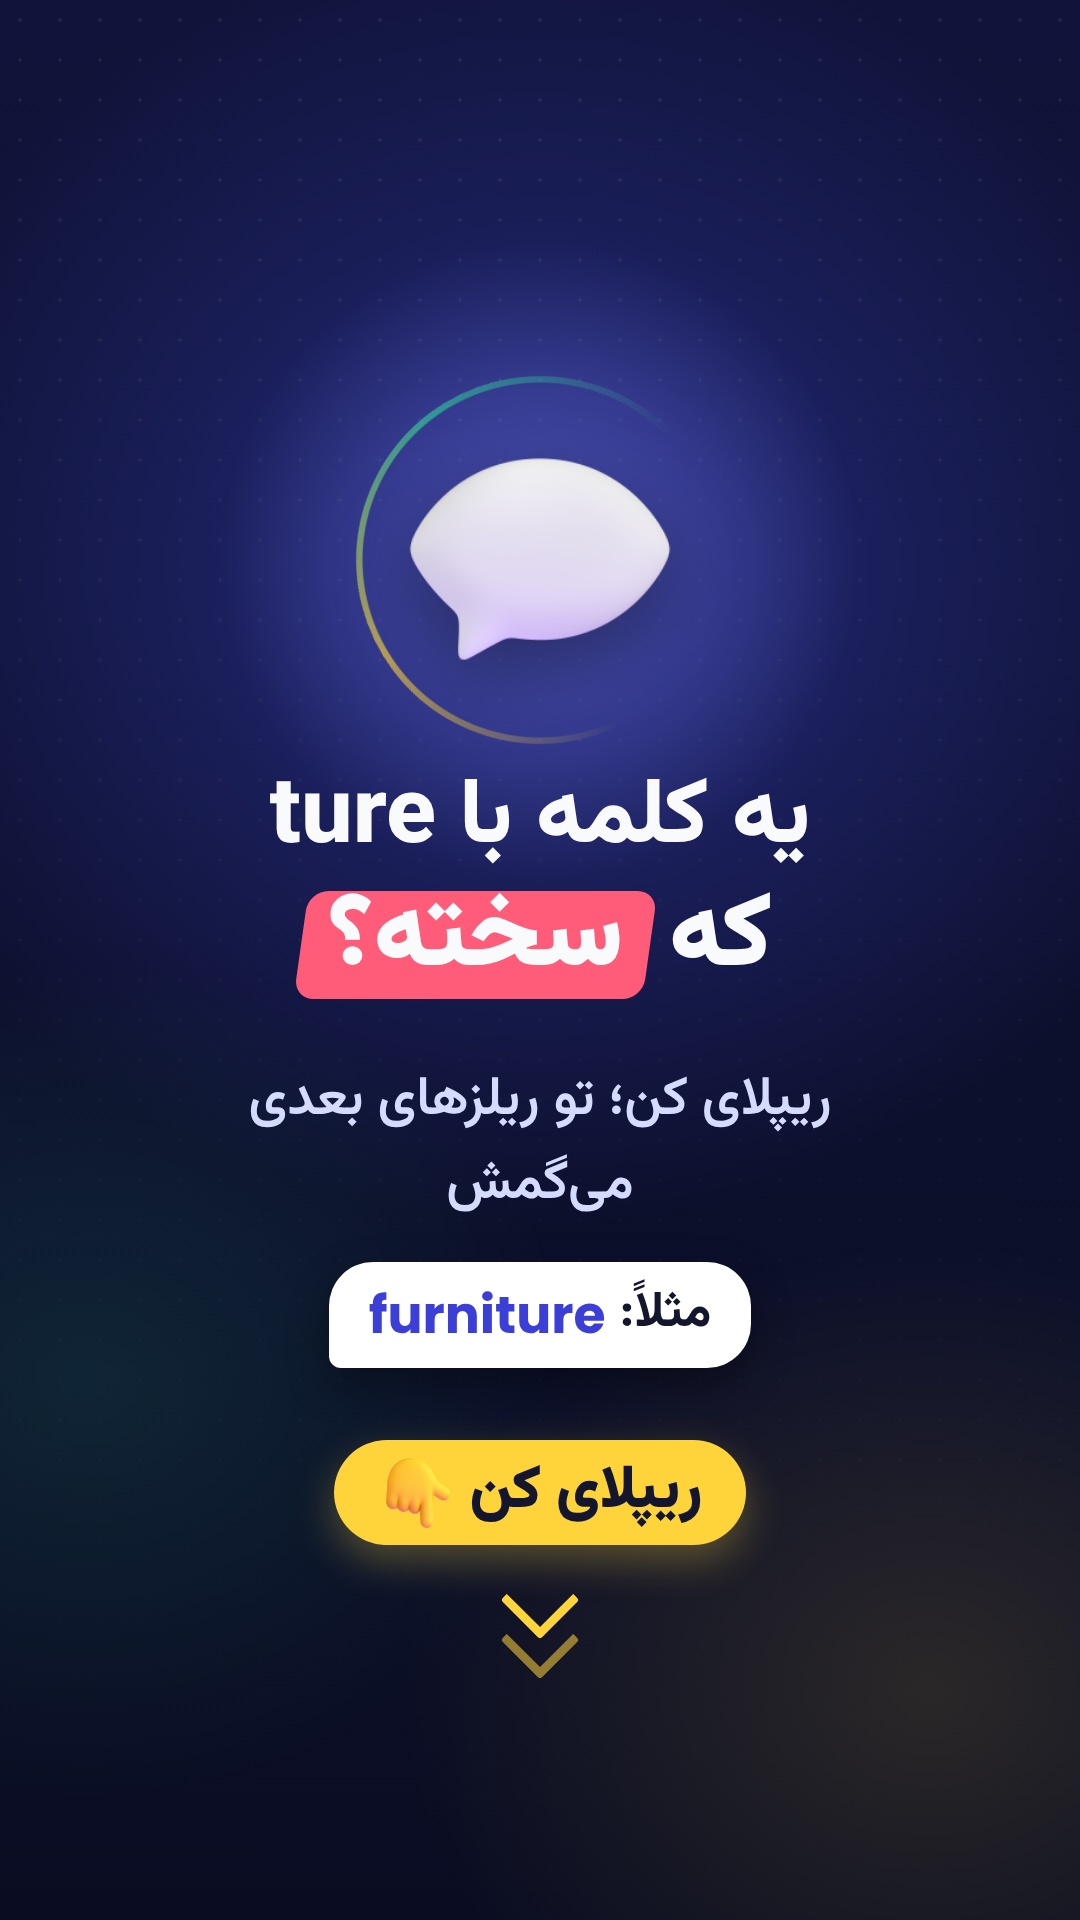 یه کلمه با ture
که سخته؟
ریپلای کن؛ تو ریلزهای بعدی
می‌گمش
مثلاً: furniture
ریپلای کن 👇